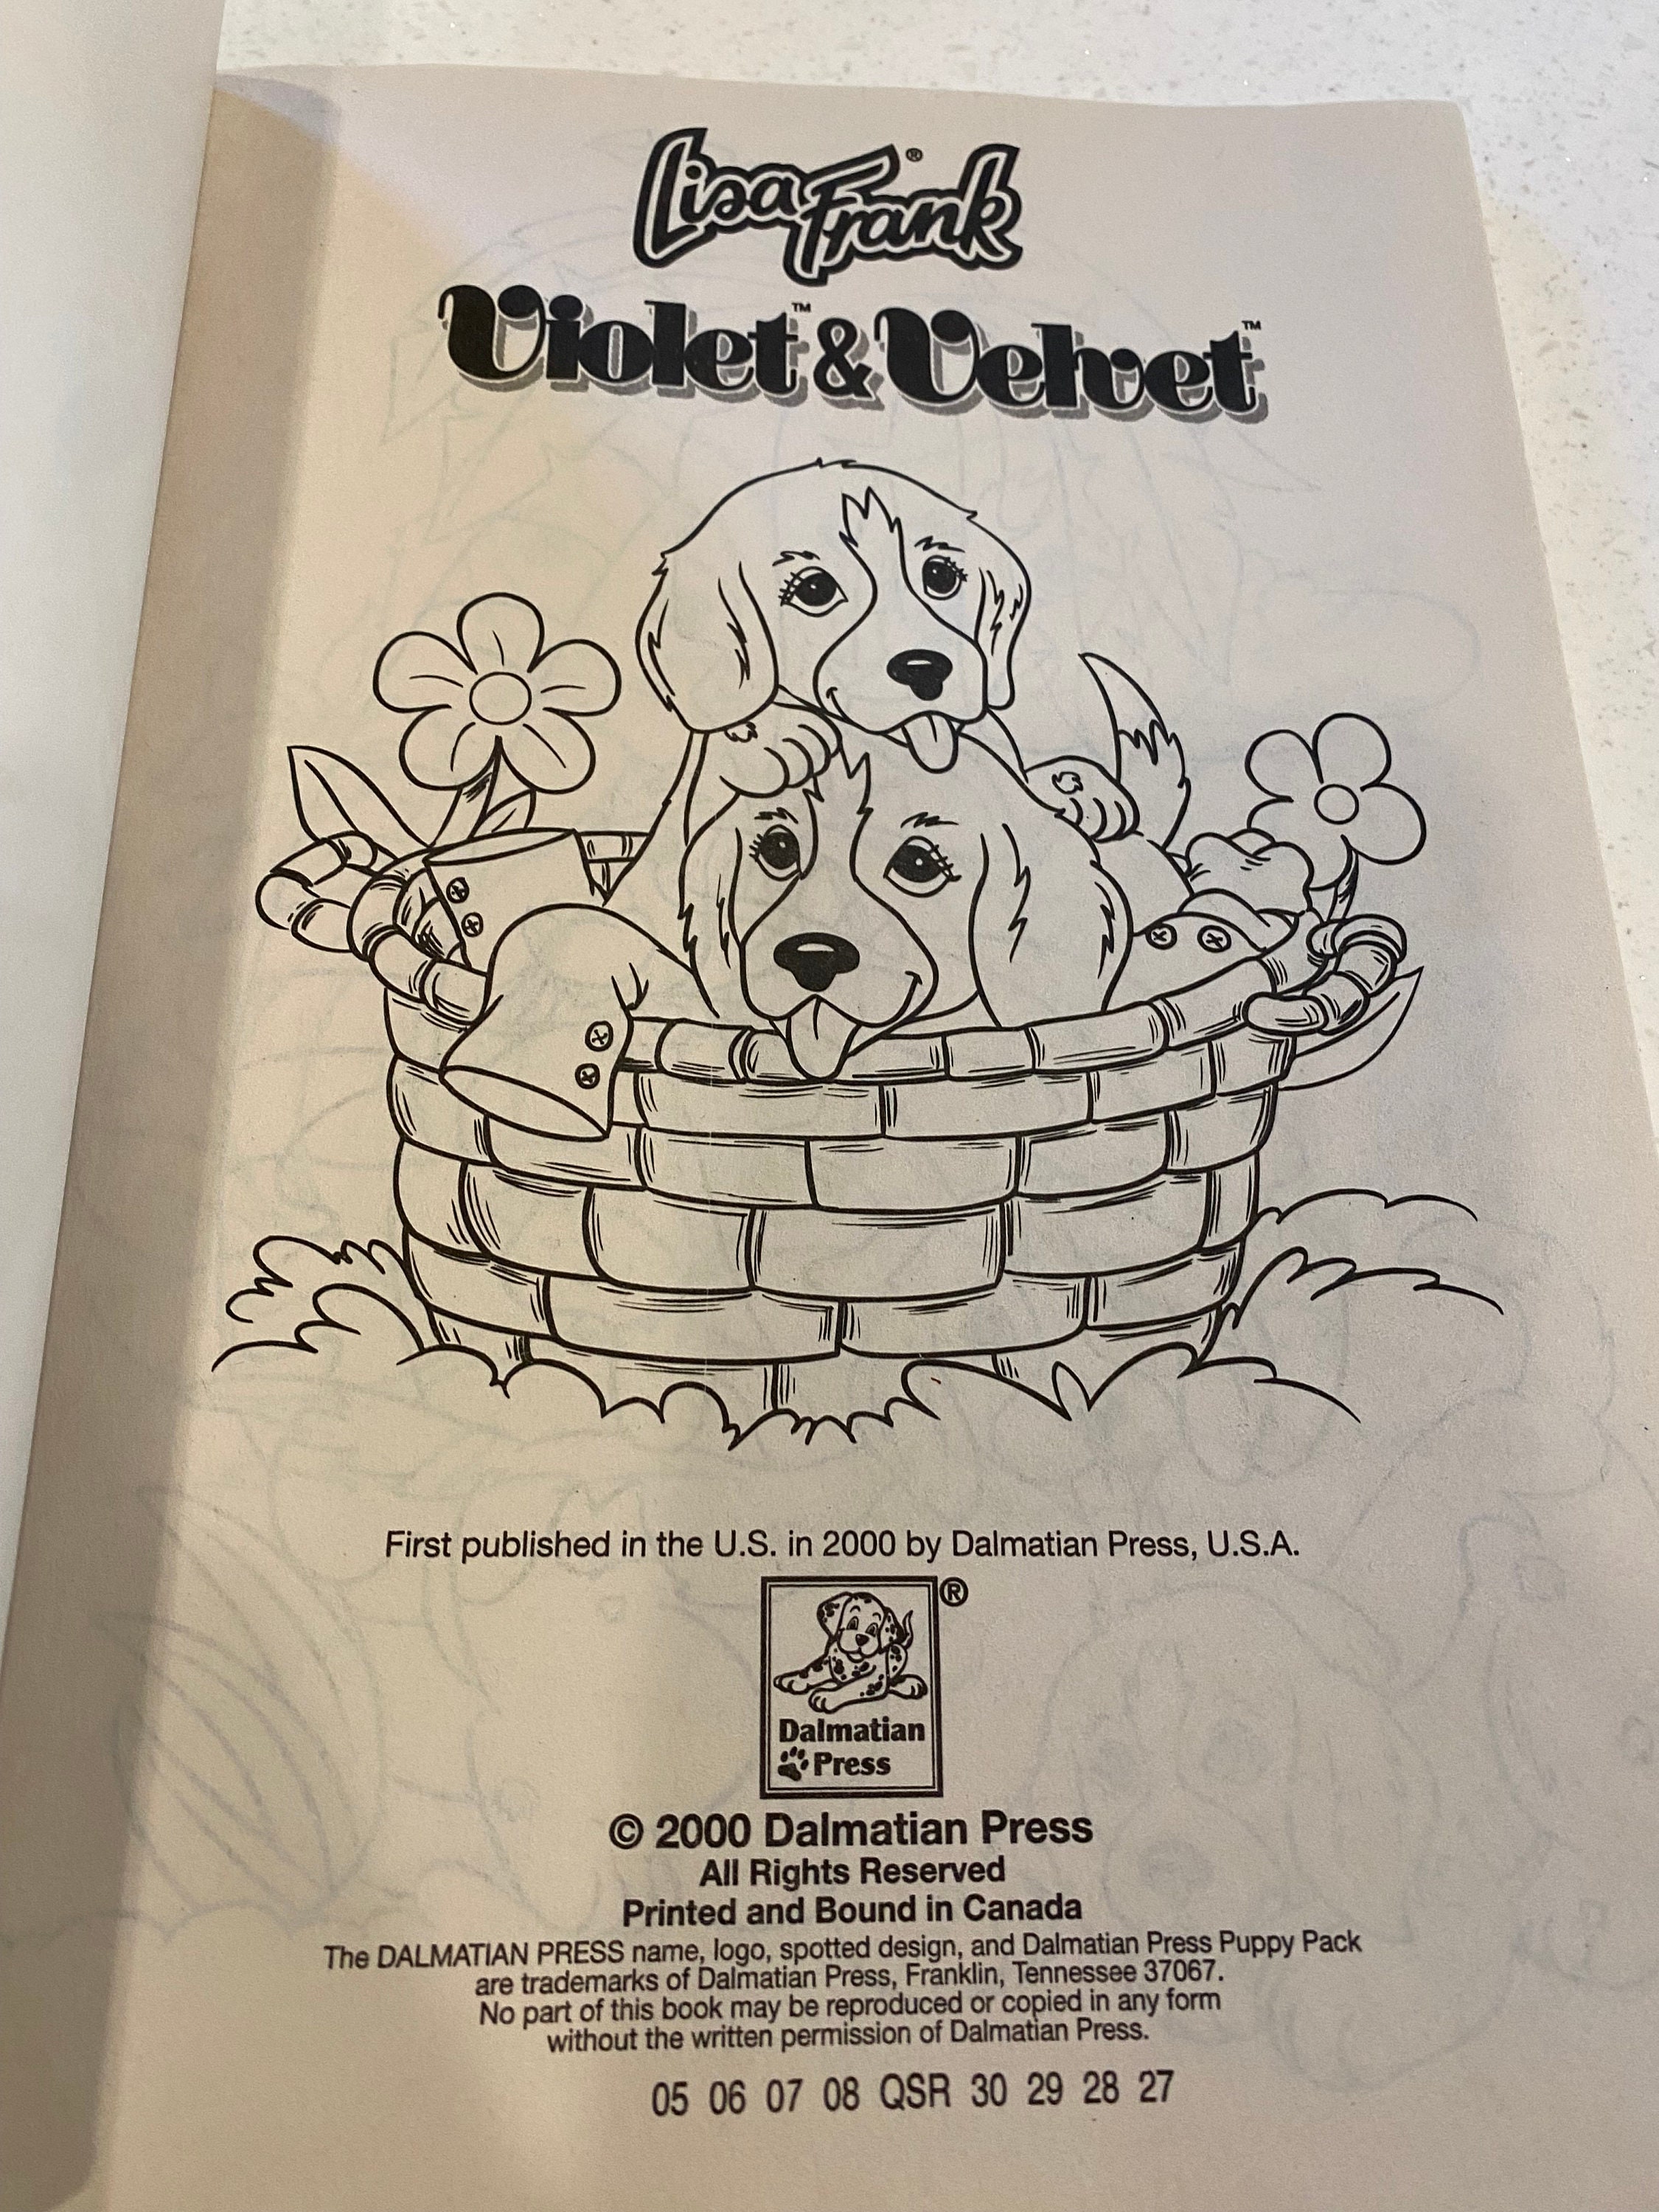 Lisa Frank®
Violet™ & Velvet™
First published in the U.S. in 2000 by Dalmatian Press, U.S.A.
®
Dalmatian
Press
© 2000 Dalmatian Press
All Rights Reserved
Printed and Bound in Canada
The DALMATIAN PRESS name, logo, spotted design, and Dalmatian Press Puppy Pack
are trademarks of Dalmatian Press, Franklin, Tennessee 37067.
No part of this book may be reproduced or copied in any form
without the written permission of Dalmatian Press.
05 06 07 08 QSR 30 29 28 27